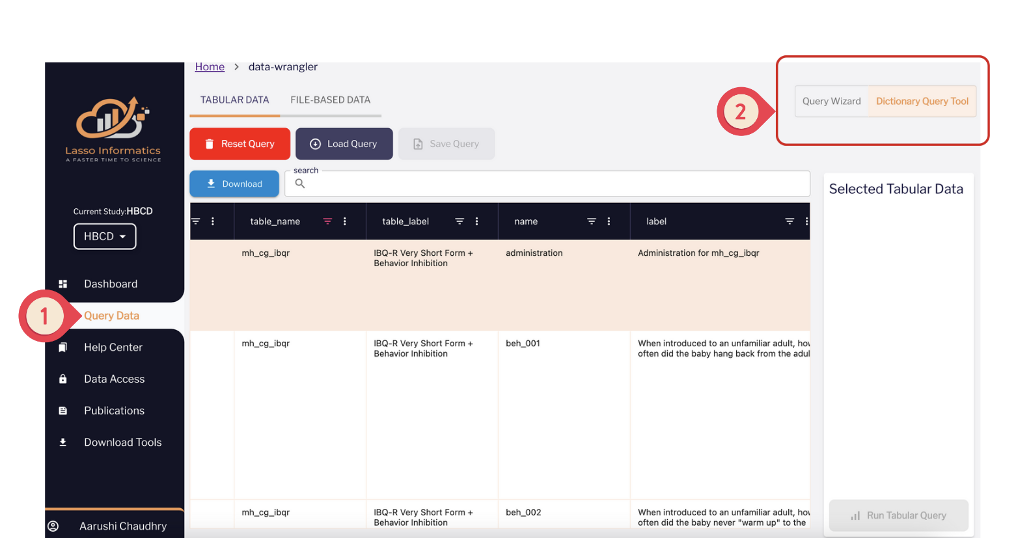 Home > data-wrangler
TABULAR DATA FILE-BASED DATA
2
Query Wizard Dictionary Query Tool
Reset Query Load Query Save Query
Lasso Informatics
A FASTER TIME TO SCIENCE
Download search
Selected Tabular Data
Current Study:HBCD
HBCD
table_name table_label name label
mh_cg_ibqr IBQ-R Very Short Form + administration Administration for mh_cg_ibqr
Behavior Inhibition
Dashboard
1
Query Data
Help Center
mh_cg_ibqr IBQ-R Very Short Form + beh_001 When introduced to an unfamiliar adult, how
Behavior Inhibition often did the baby hang back from the adul
Data Access
Publications
Download Tools
mh_cg_ibqr IBQ-R Very Short Form + beh_002 When introduced to an unfamiliar adult, how
Behavior Inhibition often did the baby never "warm up" to the
Run Tabular Query
Aarushi Chaudhry